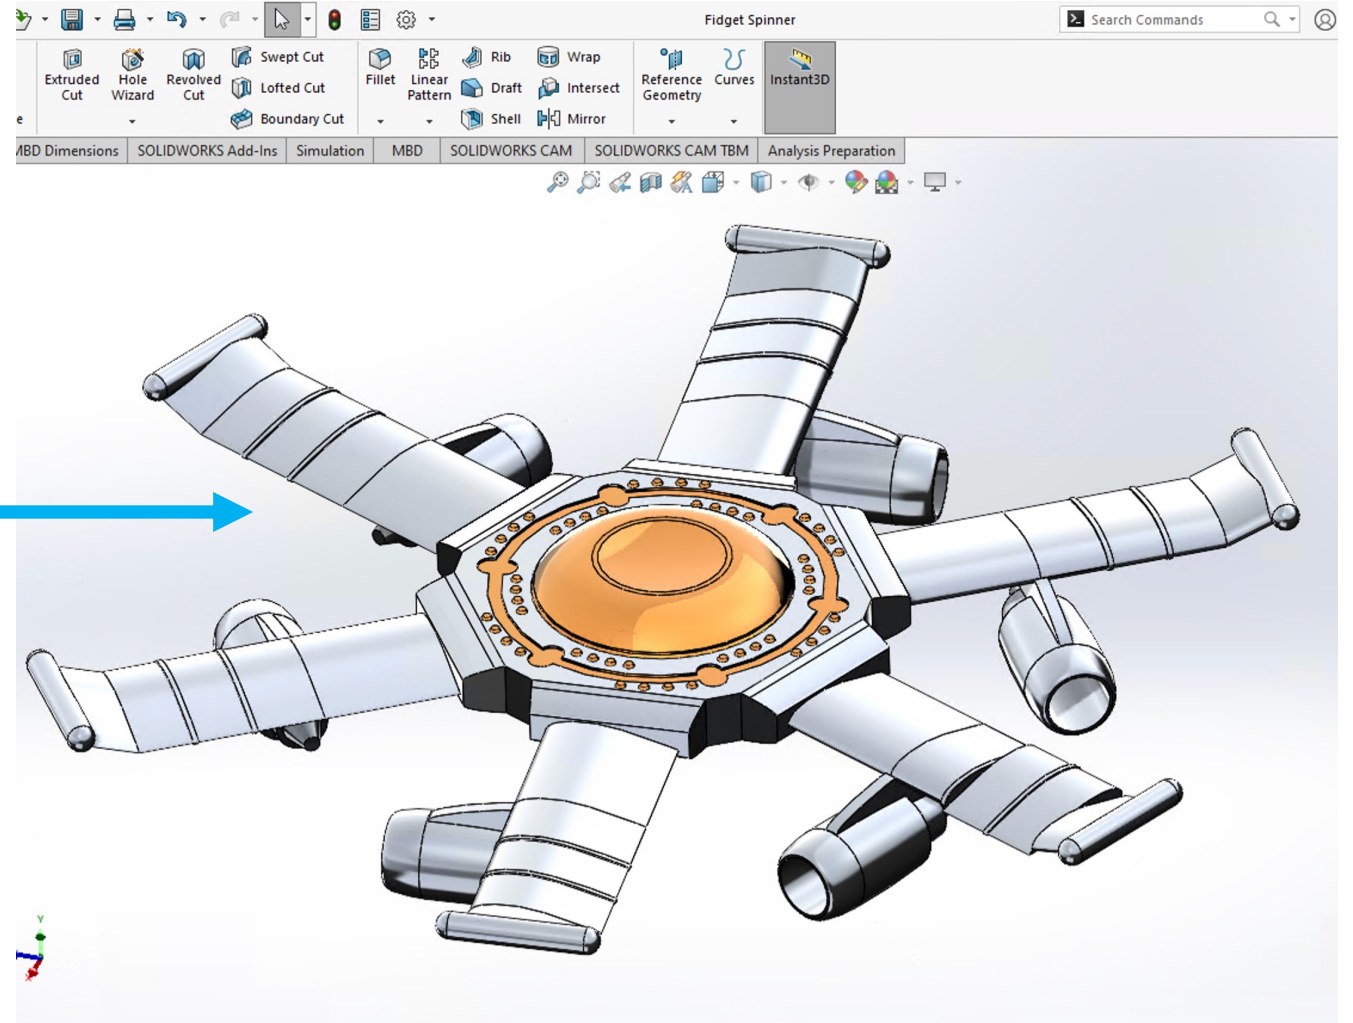 Fidget Spinner
Search Commands
Extruded Cut
Hole Wizard
Revolved Cut
Swept Cut
Lofted Cut
Boundary Cut
Fillet
Linear Pattern
Rib
Draft
Shell
Wrap
Intersect
Mirror
Reference Geometry
Curves
Instant3D
e
MBD Dimensions
SOLIDWORKS Add-Ins
Simulation
MBD
SOLIDWORKS CAM
SOLIDWORKS CAM TBM
Analysis Preparation
Y
X